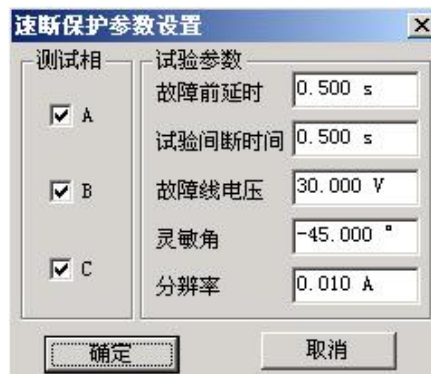 速断保护参数设置
测试相
A
B
C
试验参数
故障前延时 0.500 s
试验间断时间 0.500 s
故障线电压 30.000 V
灵敏角 -45.000 °
分辨率 0.010 A
确定
取消